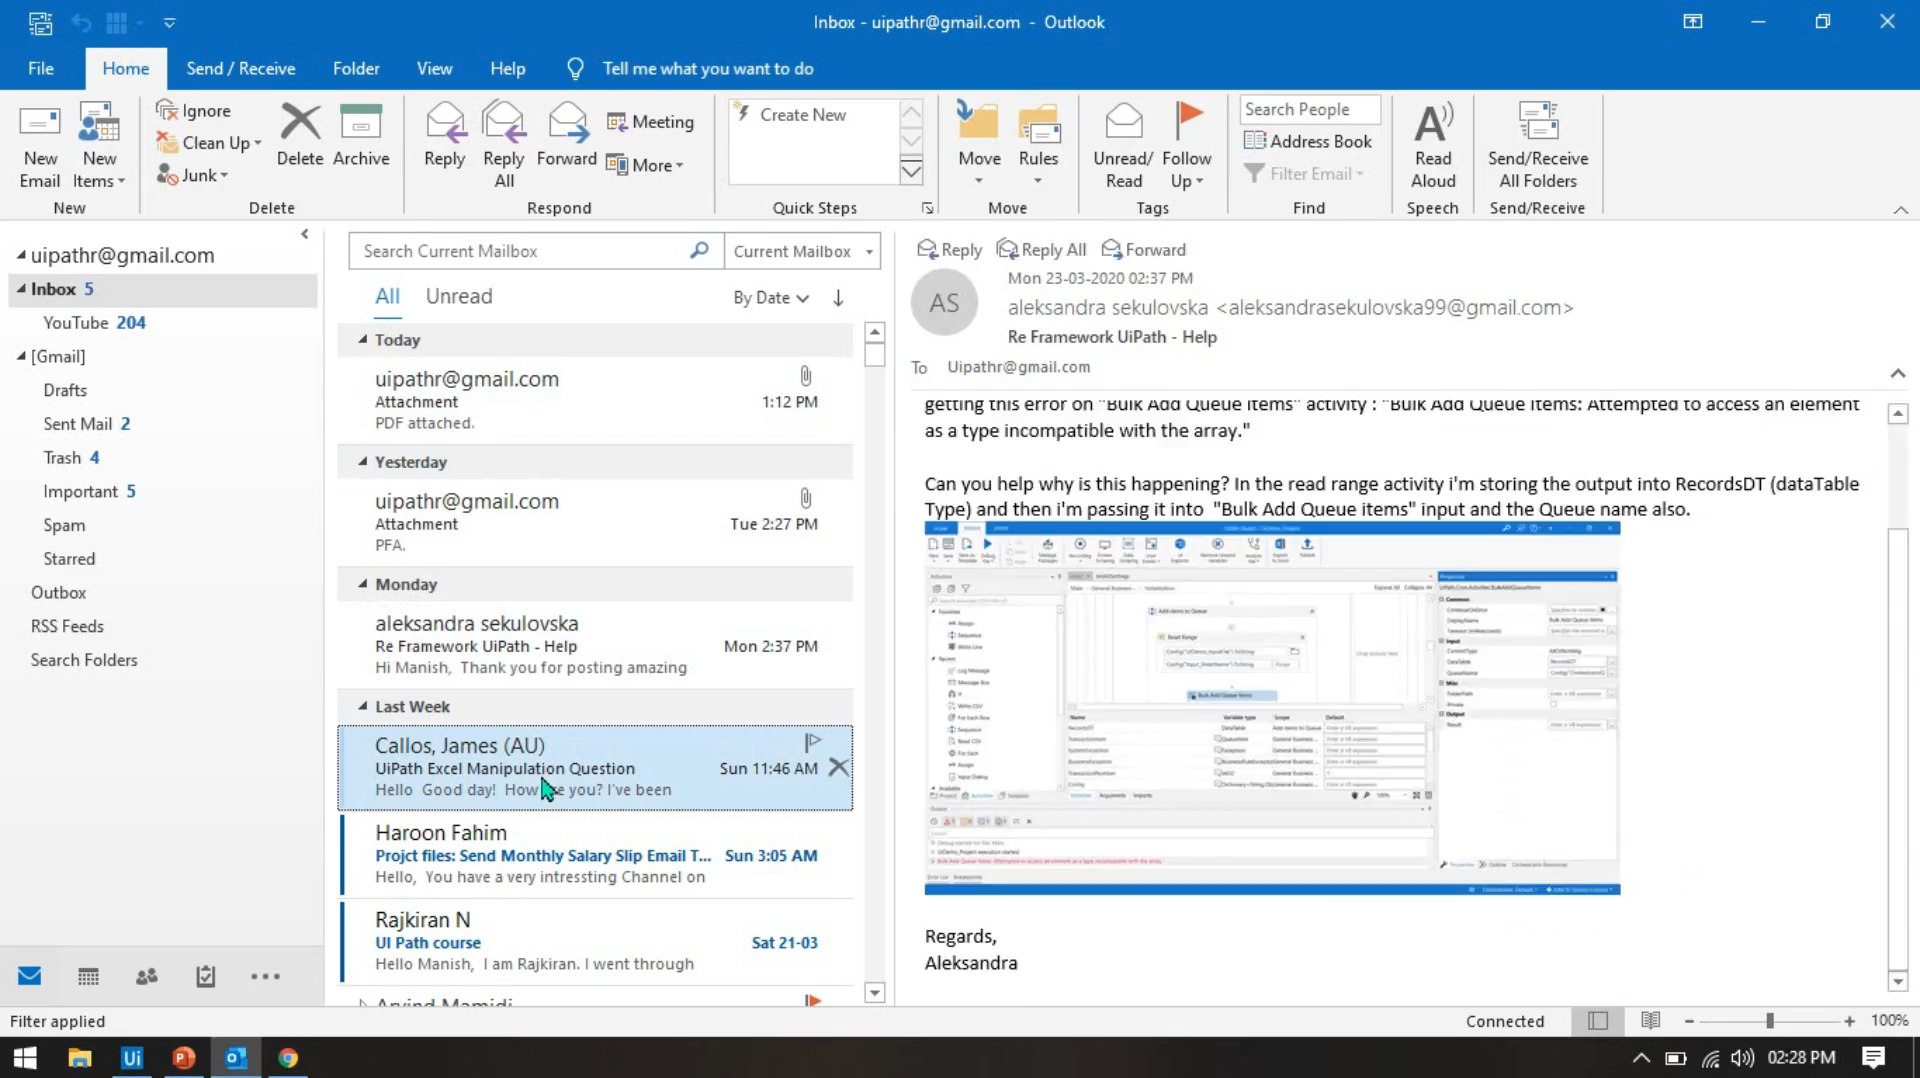 Inbox - uipathr@gmail.com - Outlook
File
Home
Send / Receive
Folder
View
Help
Tell me what you want to do
New
Email
New
Items
New
Ignore
Clean Up
Junk
Delete
Archive
Delete
Reply
Reply
All
Forward
Meeting
More
Respond
Create New
Quick Steps
Move
Rules
Move
Unread/
Read
Follow
Up
Tags
Search People
Address Book
Filter Email
Find
Read
Aloud
Speech
Send/Receive
All Folders
Send/Receive
uipathr@gmail.com
Inbox 5
YouTube 204
[Gmail]
Drafts
Sent Mail 2
Trash 4
Important 5
Spam
Starred
Outbox
RSS Feeds
Search Folders
Search Current Mailbox
Current Mailbox
All
Unread
By Date
Today
uipathr@gmail.com
Attachment 1:12 PM
PDF attached.
Yesterday
uipathr@gmail.com
Attachment Tue 2:27 PM
PFA.
Monday
aleksandra sekulovska
Re Framework UiPath - Help Mon 2:37 PM
Hi Manish, Thank you for posting amazing
Last Week
Callos, James (AU)
UiPath Excel Manipulation Question Sun 11:46 AM
Hello Good day! How are you? I've been
Haroon Fahim
Projct files: Send Monthly Salary Slip Email T... Sun 3:05 AM
Hello, You have a very intressting Channel on
Rajkiran N
UI Path course Sat 21-03
Hello Manish, I am Rajkiran. I went through
Arvind Mamidi
Reply
Reply All
Forward
Mon 23-03-2020 02:37 PM
AS
aleksandra sekulovska <aleksandrasekulovska99@gmail.com>
Re Framework UiPath - Help
To Uipathr@gmail.com
getting this error on "Bulk Add Queue Items" activity : "Bulk Add Queue Items: Attempted to access an element
as a type incompatible with the array."
Can you help why is this happening? In the read range activity i'm storing the output into RecordsDT (dataTable
Type) and then i'm passing it into "Bulk Add Queue items" input and the Queue name also.
Add items to Queue
Read Range
Bulk Add Queue Items
Regards,
Aleksandra
Filter applied
Connected
100%
Ui
02:28 PM